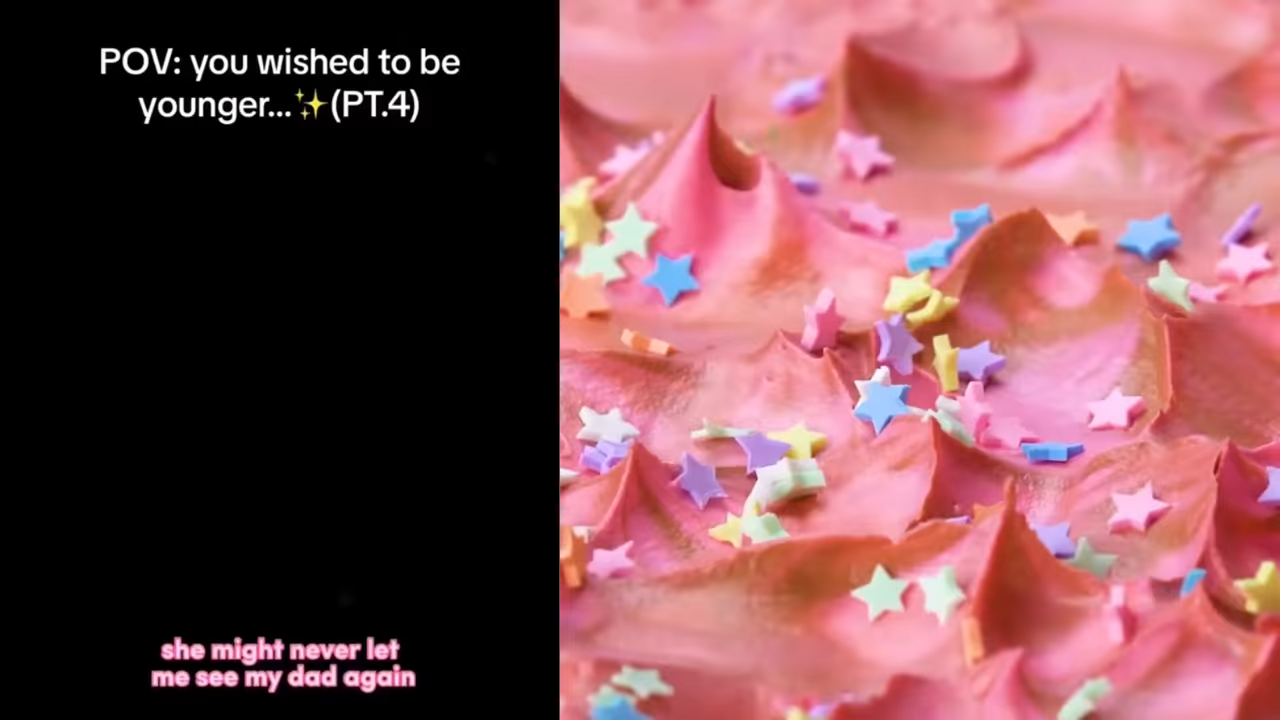 POV: you wished to be
younger...✨(PT.4)
she might never let
me see my dad again